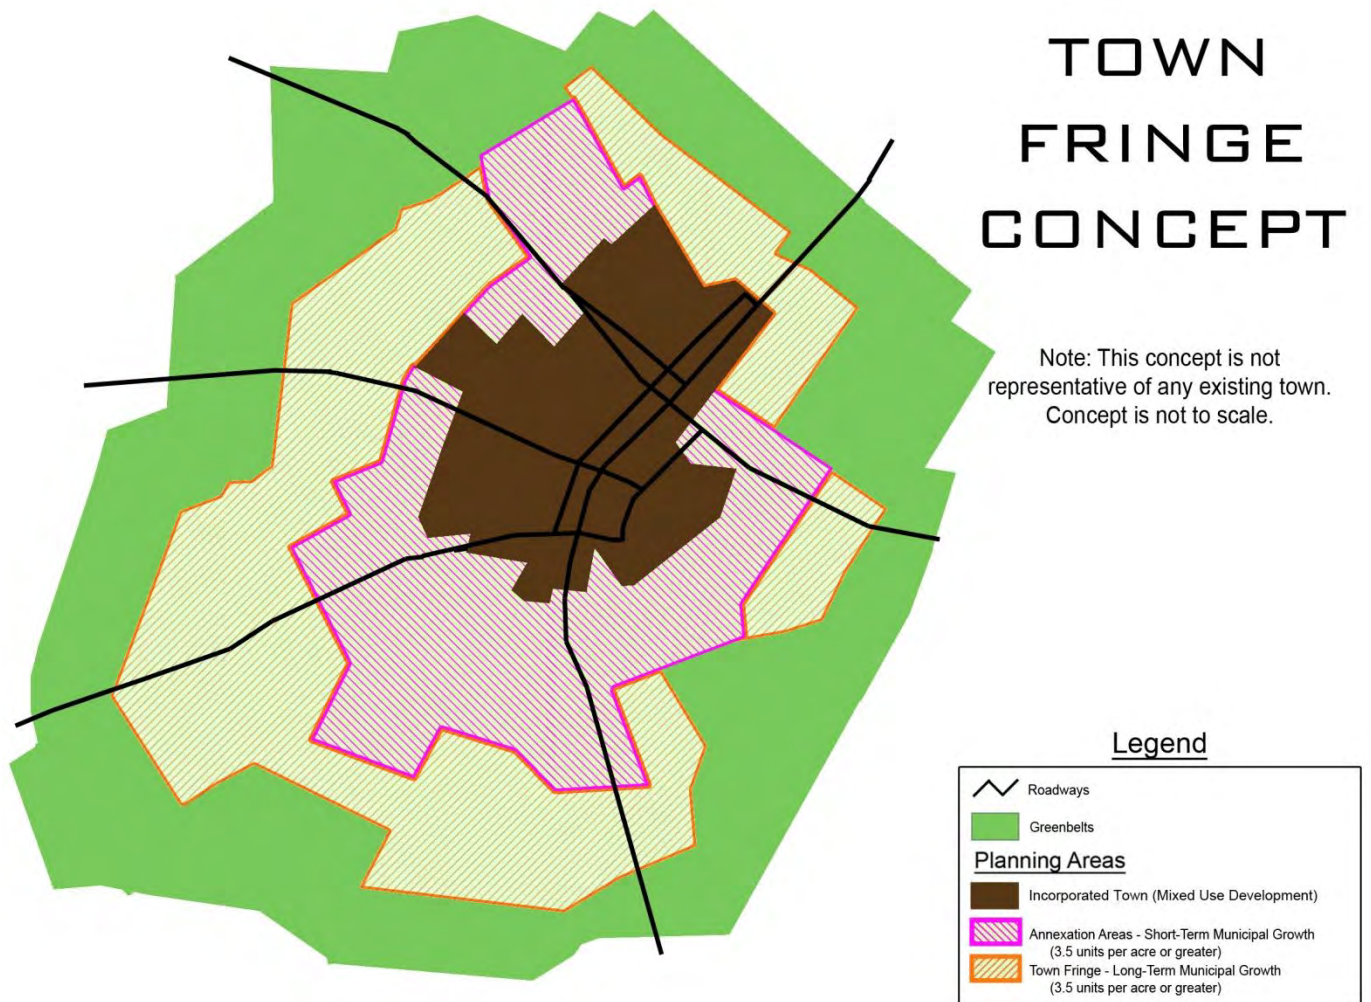 TOWN
FRINGE
CONCEPT
Note: This concept is not
representative of any existing town.
Concept is not to scale.
Legend
Roadways
Greenbelts
Planning Areas
Incorporated Town (Mixed Use Development)
Annexation Areas - Short-Term Municipal Growth
(3.5 units per acre or greater)
Town Fringe - Long-Term Municipal Growth
(3.5 units per acre or greater)